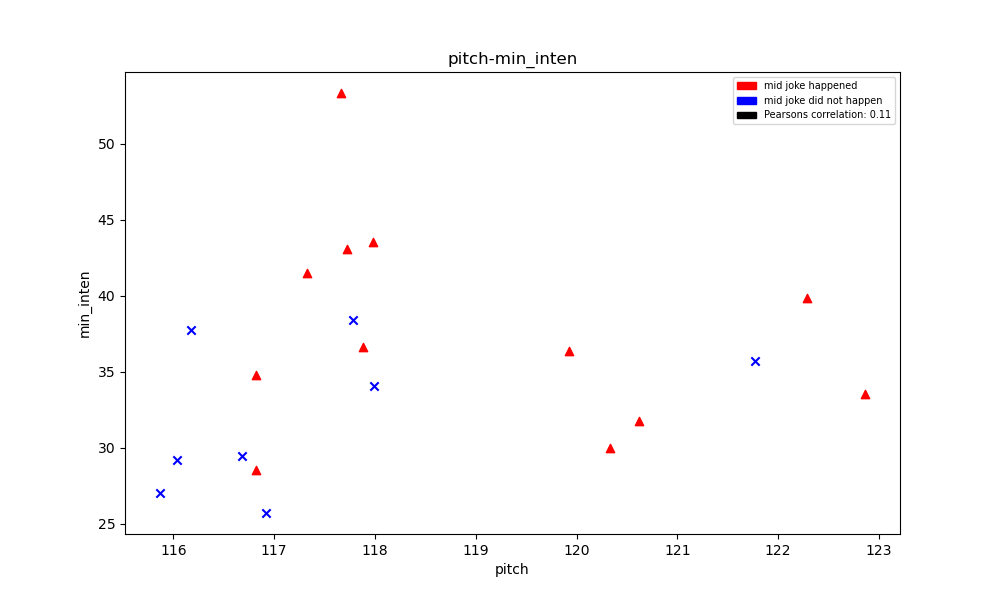 pitch-min_inten
mid joke happened
mid joke did not happen
Pearsons correlation: 0.11
50
45
40
35
30
25
min_inten
116 117 118 119 120 121 122 123
pitch